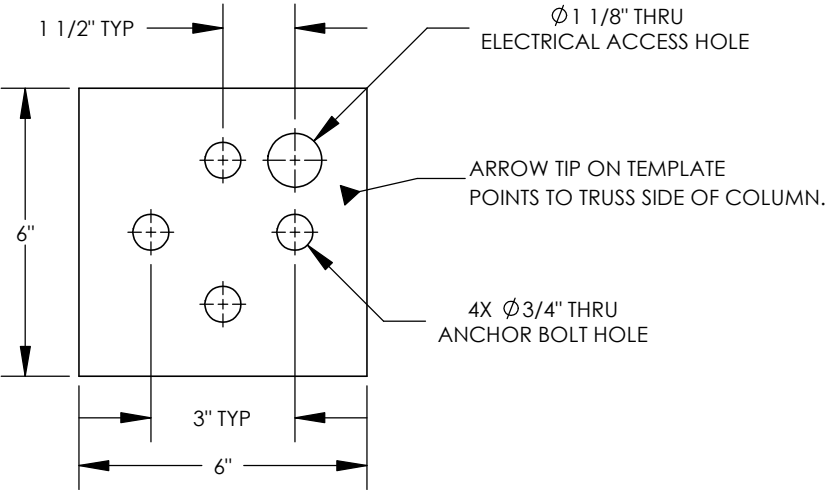 1 1/2" TYP
Ø1 1/8" THRU
ELECTRICAL ACCESS HOLE
ARROW TIP ON TEMPLATE
POINTS TO TRUSS SIDE OF COLUMN.
6"
4X Ø3/4" THRU
ANCHOR BOLT HOLE
3" TYP
6"